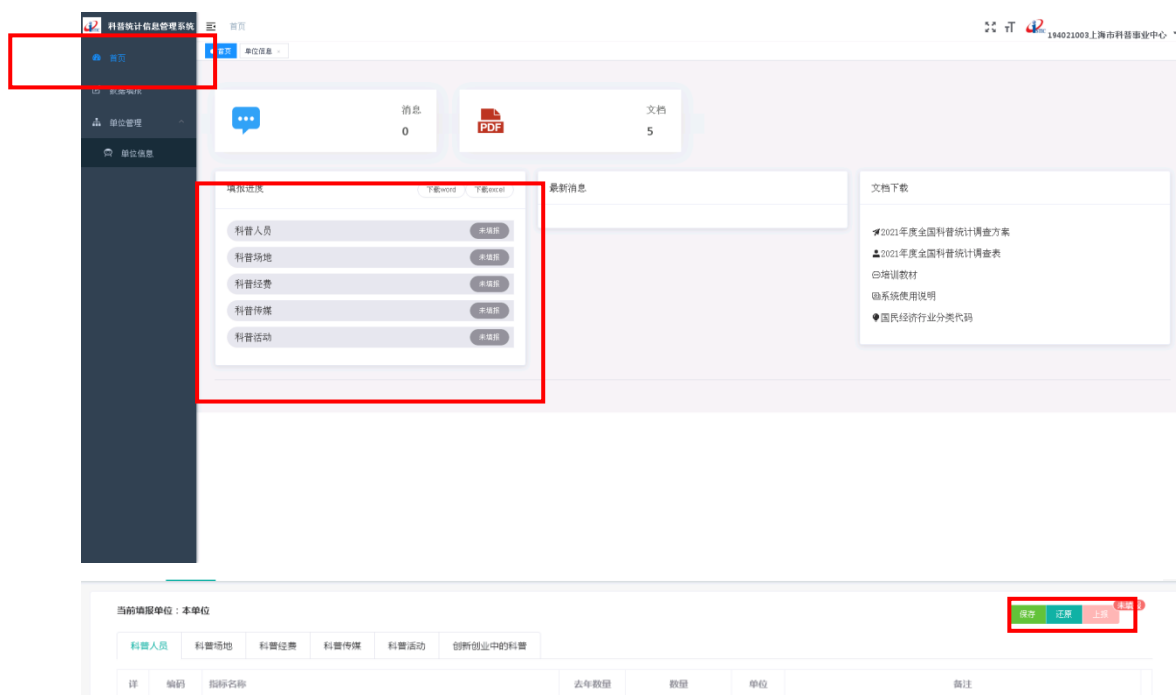 科普统计信息管理系统 首页
194021003上海市科普事业中心
首页 单位信息
首页
数据填报
单位管理
单位信息
消息
0
文档
5
填报进度 下载word 下载excel
科普人员 未填报
科普场地 未填报
科普经费 未填报
科普传媒 未填报
科普活动 未填报
最新消息
文档下载
2021年度全国科普统计调查方案
2021年度全国科普统计调查表
培训教材
系统使用说明
国民经济行业分类代码
当前填报单位：本单位
保存 还原 上报 未填报
科普人员 科普场地 科普经费 科普传媒 科普活动 创新创业中的科普
详 编码 指标名称 去年数量 数量 单位 备注